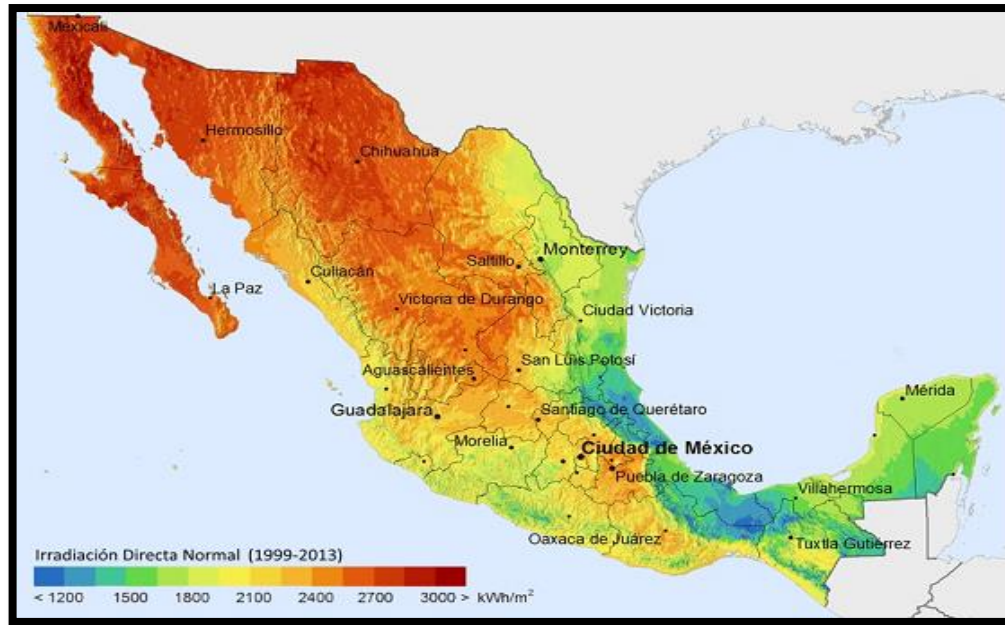 Mexicali
Hermosillo
Chihuahua
Monterrey
Saltillo
Culiacán
La Paz
Victoria de Durango
Ciudad Victoria
San Luis Potosí
Aguascalientes
Mérida
Guadalajara
Santiago de Querétaro
Morelia
Ciudad de México
Puebla de Zaragoza
Villahermosa
Oaxaca de Juárez
Tuxtla Gutiérrez
Irradiación Directa Normal (1999-2013)
< 1200 1500 1800 2100 2400 2700 3000 > kWh/m²